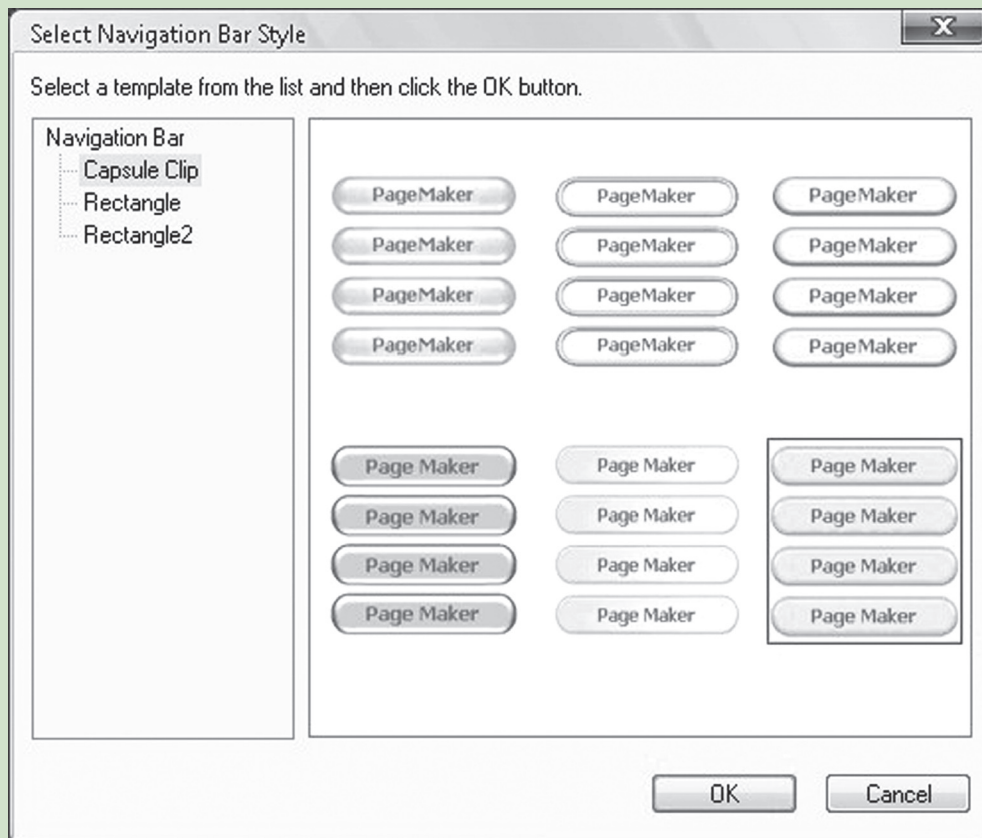 Select Navigation Bar Style
X
Select a template from the list and then click the OK button.
Navigation Bar
Capsule Clip
Rectangle
Rectangle2
PageMaker PageMaker PageMaker
PageMaker PageMaker PageMaker
PageMaker PageMaker PageMaker
PageMaker PageMaker PageMaker
Page Maker Page Maker Page Maker
Page Maker Page Maker Page Maker
Page Maker Page Maker Page Maker
Page Maker Page Maker Page Maker
OK Cancel